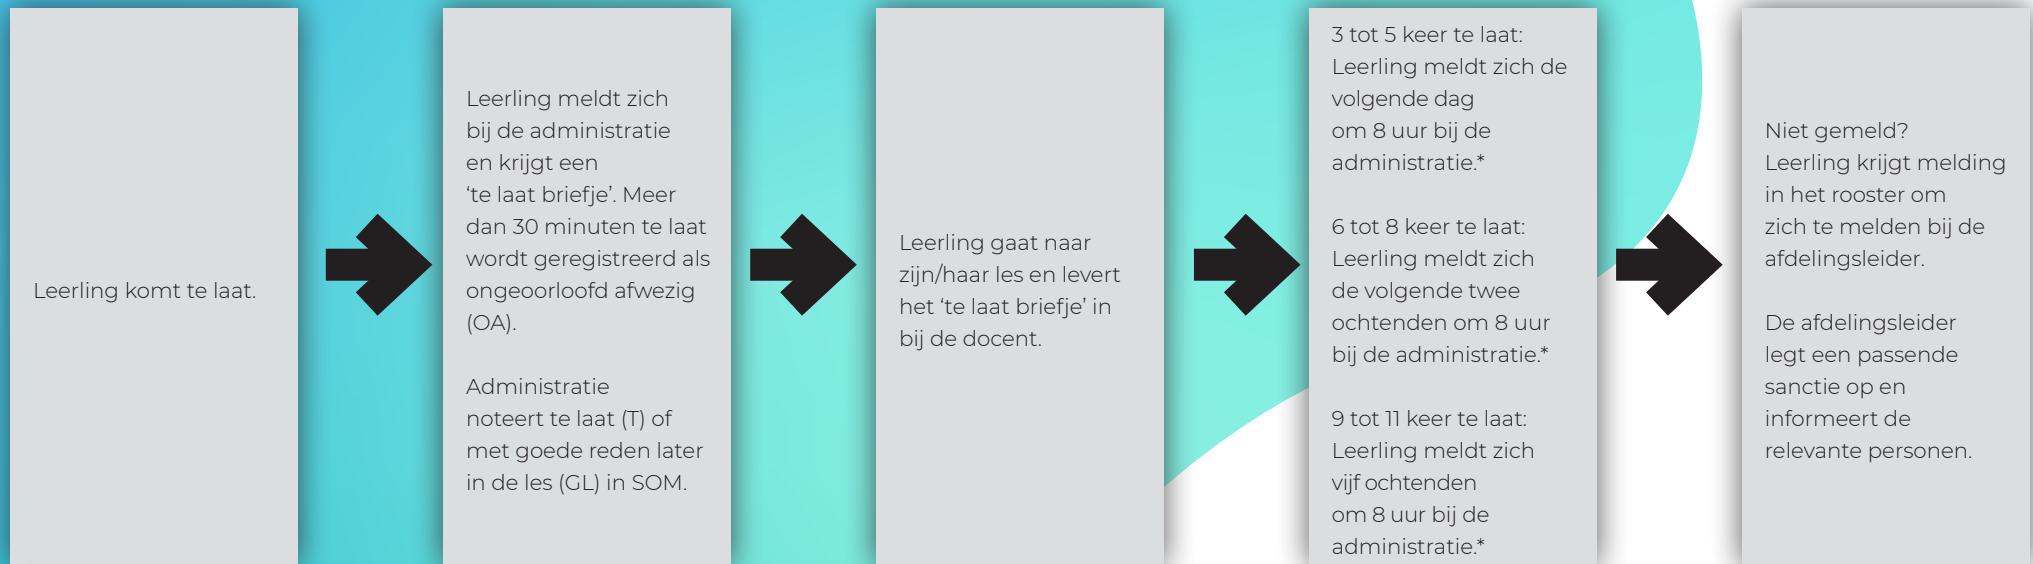 Leerling komt te laat.
Leerling meldt zich
bij de administratie
en krijgt een
‘te laat briefje’. Meer
dan 30 minuten te laat
wordt geregistreerd als
ongeoorloofd afwezig
(OA).
Administratie
noteert te laat (T) of
met goede reden later
in de les (GL) in SOM.
Leerling gaat naar
zijn/haar les en levert
het ‘te laat briefje’ in
bij de docent.
3 tot 5 keer te laat:
Leerling meldt zich de
volgende dag
om 8 uur bij de
administratie.*
6 tot 8 keer te laat:
Leerling meldt zich
de volgende twee
ochtenden om 8 uur
bij de administratie.*
9 tot 11 keer te laat:
Leerling meldt zich
vijf ochtenden
om 8 uur bij de
administratie.*
Niet gemeld?
Leerling krijgt melding
in het rooster om
zich te melden bij de
afdelingsleider.
De afdelingsleider
legt een passende
sanctie op en
informeert de
relevante personen.